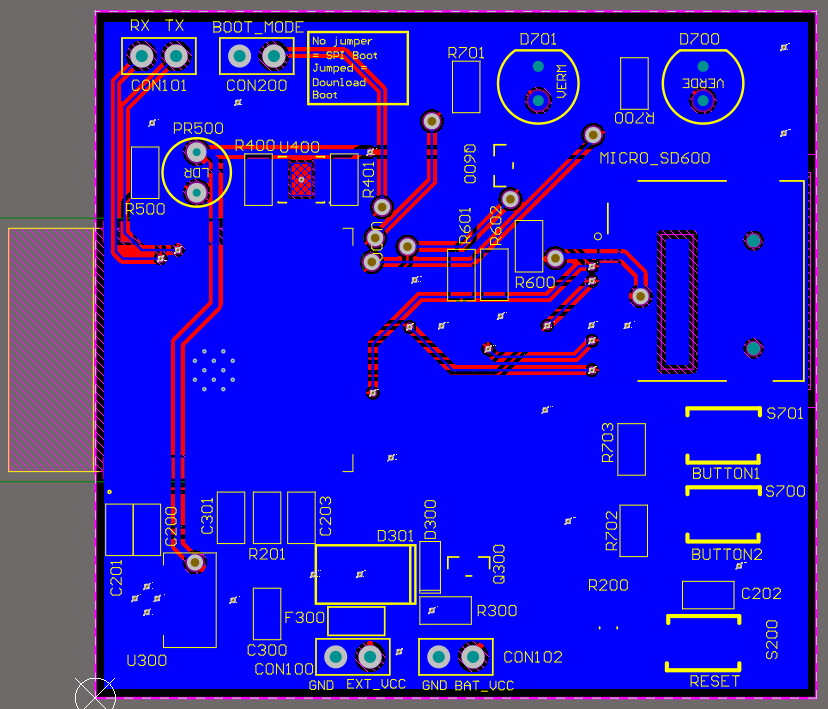 RX TX
BOOT_MODE
CON101
CON200
No jumper
= SPI Boot
Jumped =
Download
Boot
R701
D701
VERM
D700
VERDE
R700
PR500
LDR
R500
R400
U400
R401
Q600
MICRO_SD600
R601
R602
R600
S701
BUTTON1
S700
BUTTON2
R703
R702
C200
C201
C301
R201
C203
D301
D300
Q300
R200
C202
U300
C300
F300
R300
CON100
CON102
GND
EXT_VCC
GND
BAT_VCC
S200
RESET